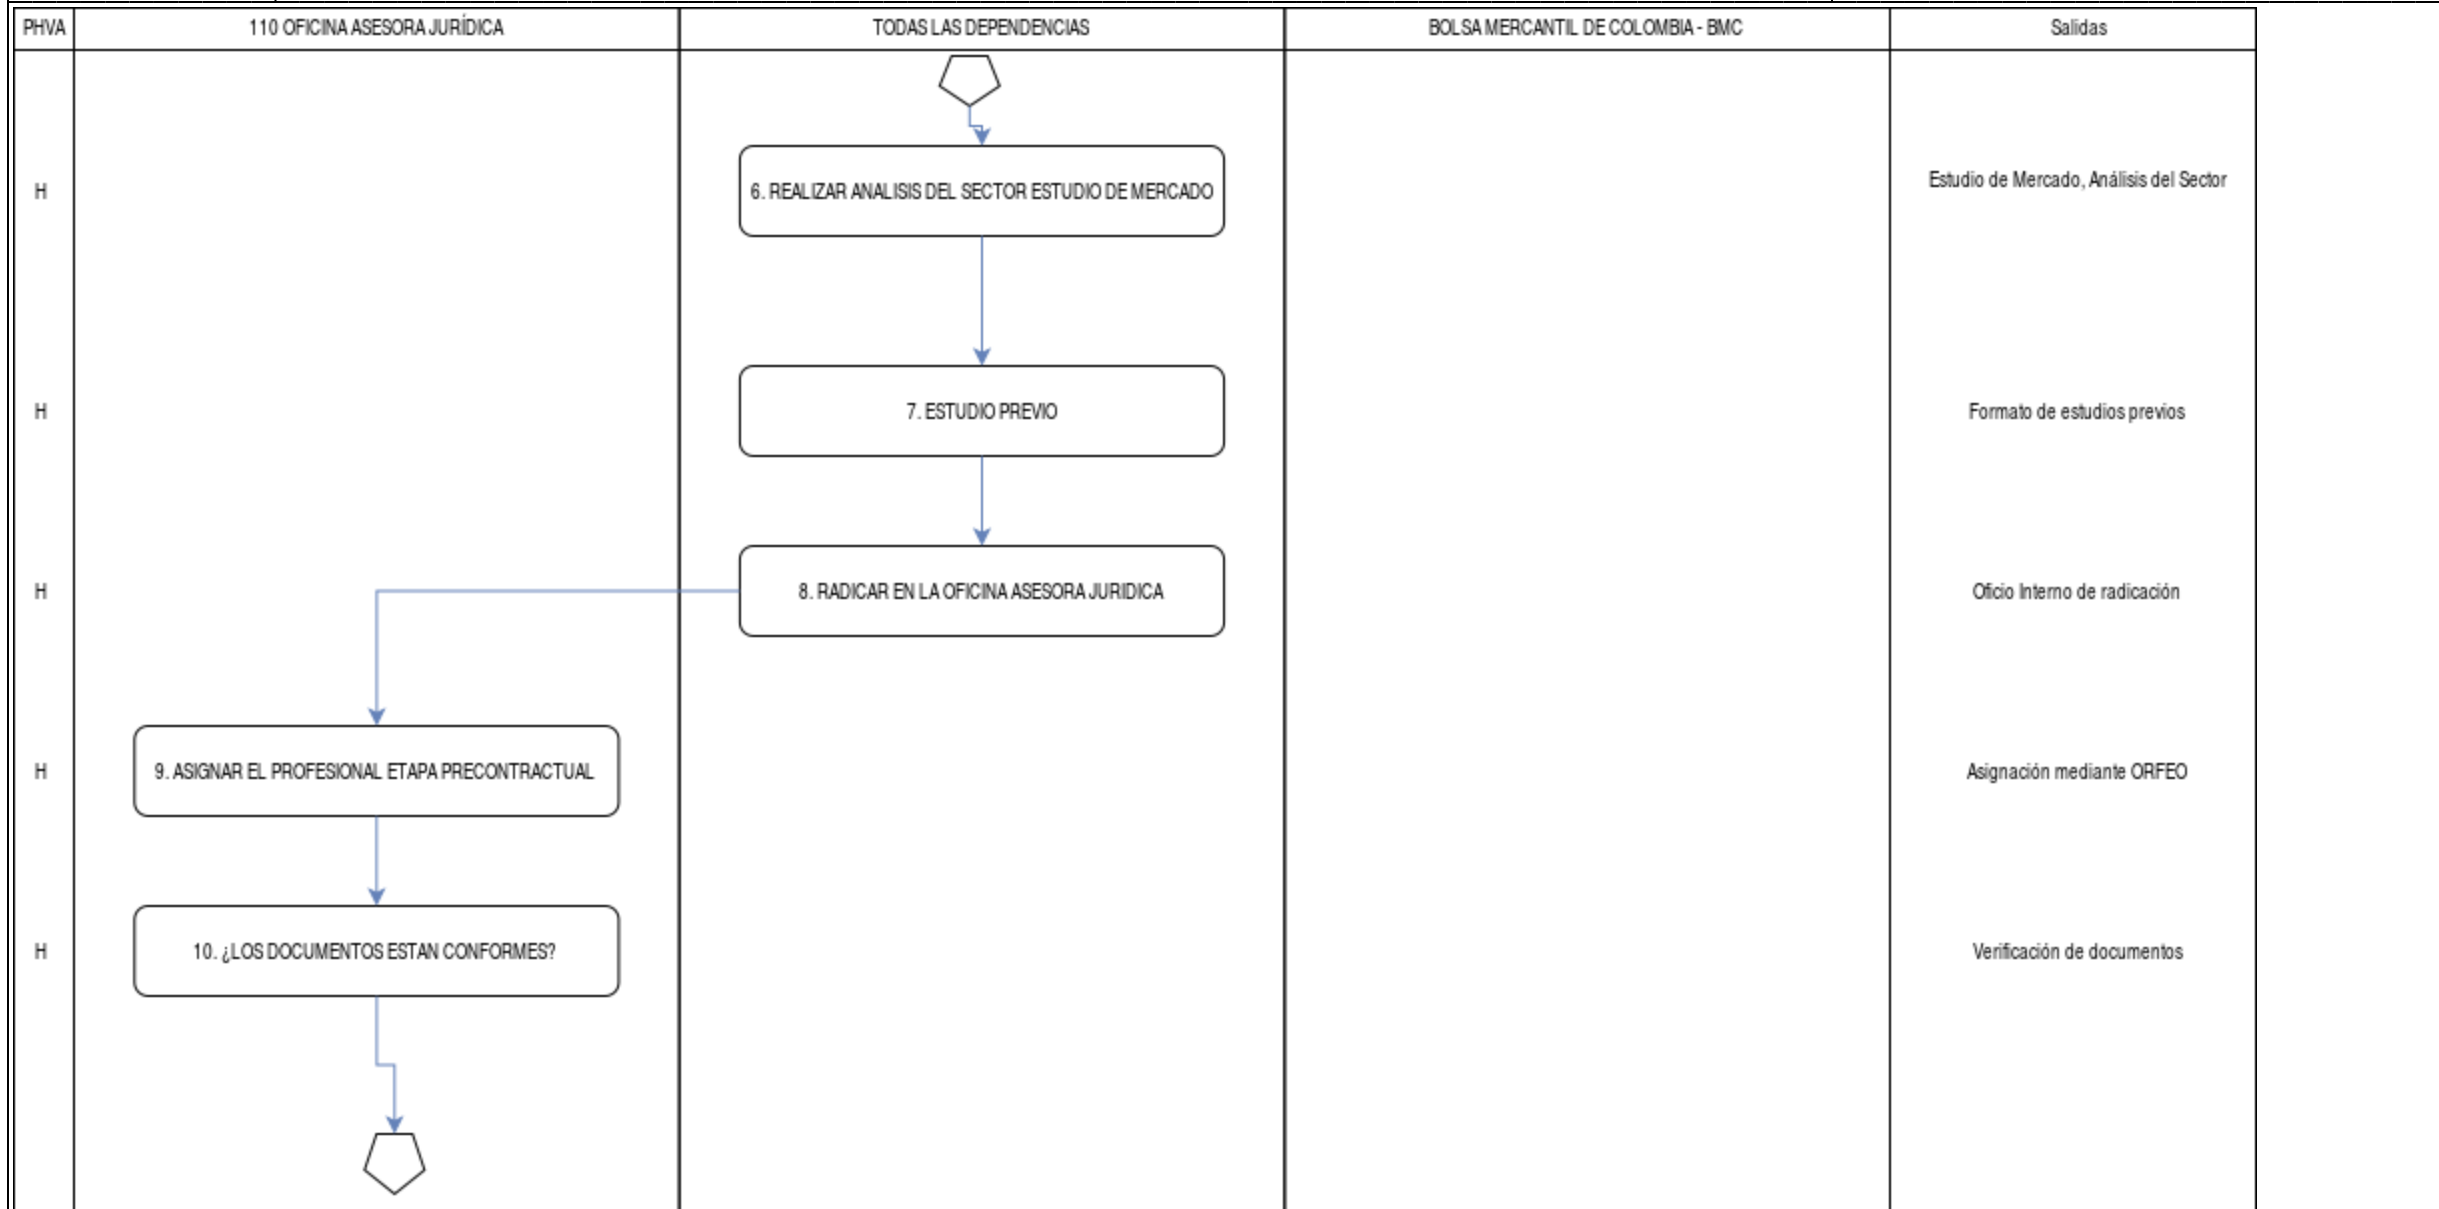 PHVA
110 OFICINA ASESORA JURÍDICA
TODAS LAS DEPENDENCIAS
BOLSA MERCANTIL DE COLOMBIA - BMC
Salidas
H
6. REALIZAR ANALISIS DEL SECTOR ESTUDIO DE MERCADO
Estudio de Mercado, Análisis del Sector
H
7. ESTUDIO PREVIO
Formato de estudios previos
H
8. RADICAR EN LA OFICINA ASESORA JURIDICA
Oficio Interno de radicación
H
9. ASIGNAR EL PROFESIONAL ETAPA PRECONTRACTUAL
Asignación mediante ORFEO
H
10. ¿LOS DOCUMENTOS ESTAN CONFORMES?
Verificación de documentos